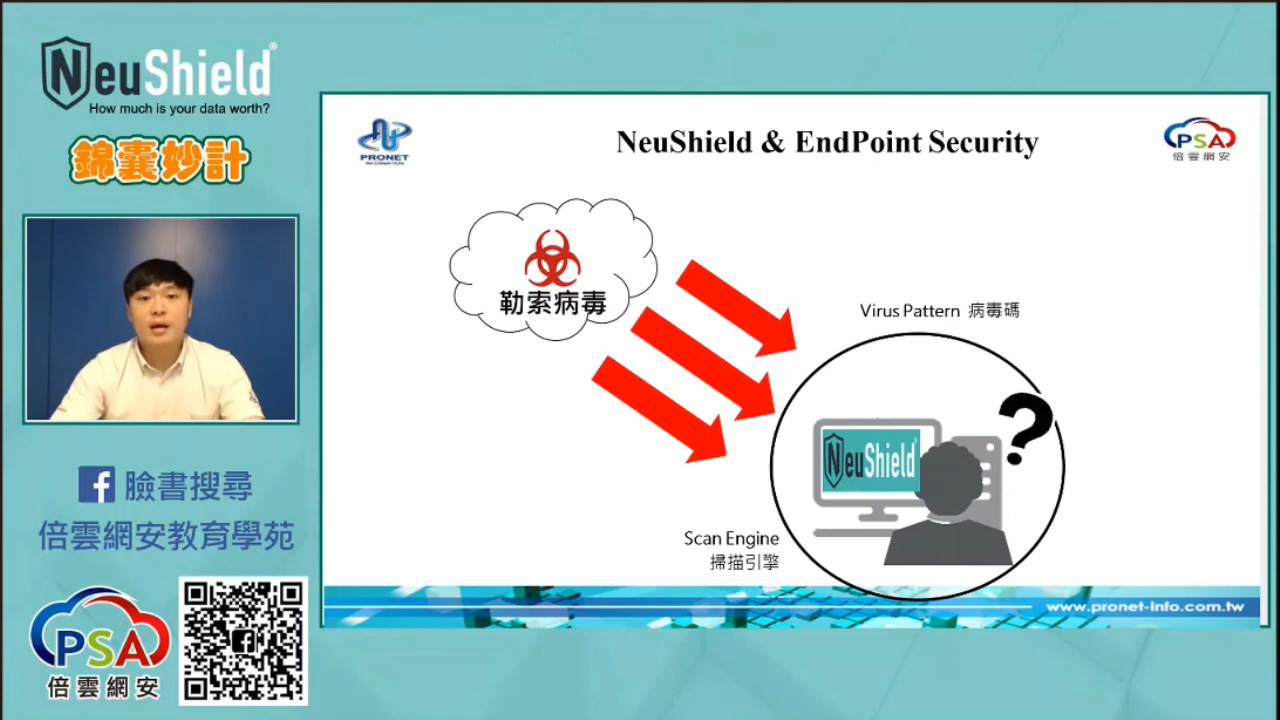 NeuShield®
How much is your data worth?
錦囊妙計
臉書搜尋
倍雲網安教育學苑
PSA
倍雲網安
PRONET
INFORMATION
NeuShield & EndPoint Security
PSA
倍雲網安
勒索病毒
Virus Pattern 病毒碼
?
NeuShield
Scan Engine
掃描引擎
www.pronet-info.com.tw